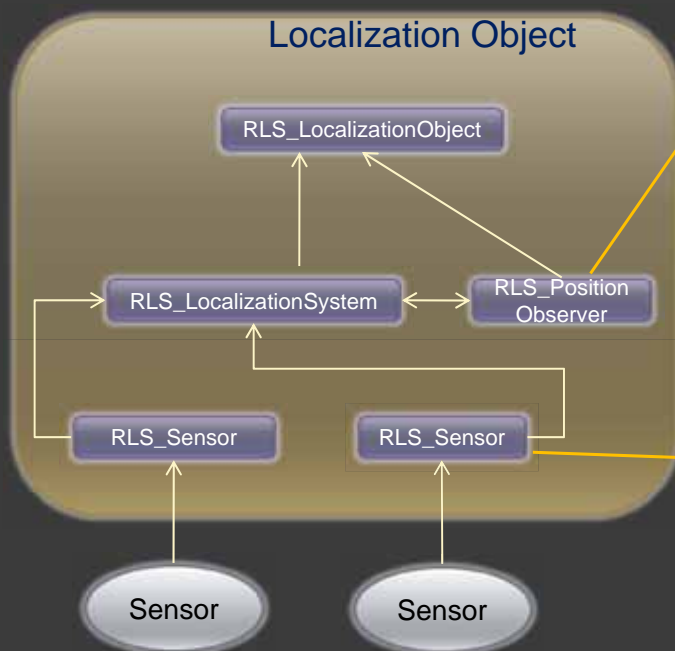 Localization Object
RLS_LocalizationObject
RLS_LocalizationSystem
RLS_Position
Observer
RLS_Sensor
RLS_Sensor
Sensor
Sensor